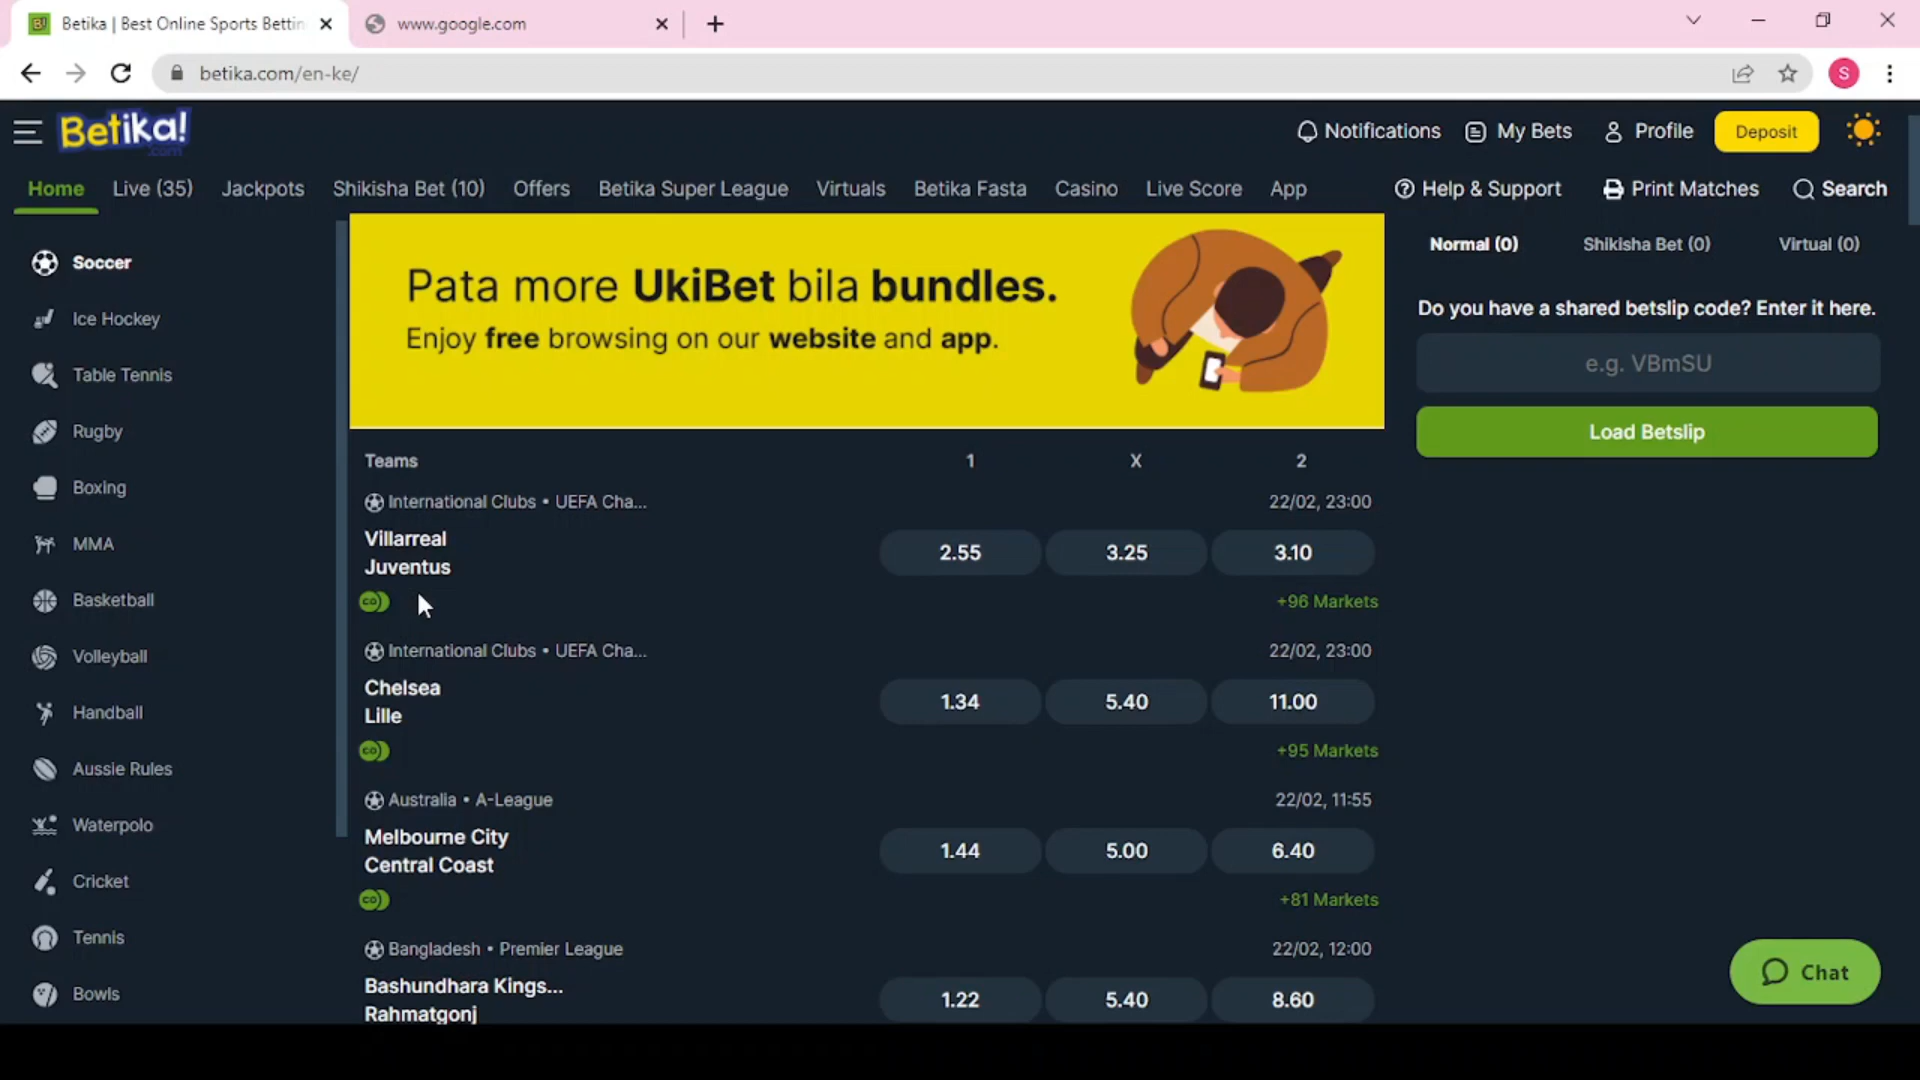 Betika | Best Online Sports Bettin
www.google.com
betika.com/en-ke/
S
Betika!
.com
Notifications
My Bets
Profile
Deposit
Home
Live (35)
Jackpots
Shikisha Bet (10)
Offers
Betika Super League
Virtuals
Betika Fasta
Casino
Live Score
App
Help & Support
Print Matches
Search
Soccer
Ice Hockey
Table Tennis
Rugby
Boxing
MMA
Basketball
Volleyball
Handball
Aussie Rules
Waterpolo
Cricket
Tennis
Bowls
Pata more UkiBet bila bundles.
Enjoy free browsing on our website and app.
Teams 1 X 2
International Clubs • UEFA Cha... 22/02, 23:00
Villarreal
Juventus
2.55 3.25 3.10
CO +96 Markets
International Clubs • UEFA Cha... 22/02, 23:00
Chelsea
Lille
1.34 5.40 11.00
CO +95 Markets
Australia • A-League 22/02, 11:55
Melbourne City
Central Coast
1.44 5.00 6.40
CO +81 Markets
Bangladesh • Premier League 22/02, 12:00
Bashundhara Kings...
Rahmatgonj
1.22 5.40 8.60
Normal (0)
Shikisha Bet (0)
Virtual (0)
Do you have a shared betslip code? Enter it here.
e.g. VBmSU
Load Betslip
Chat